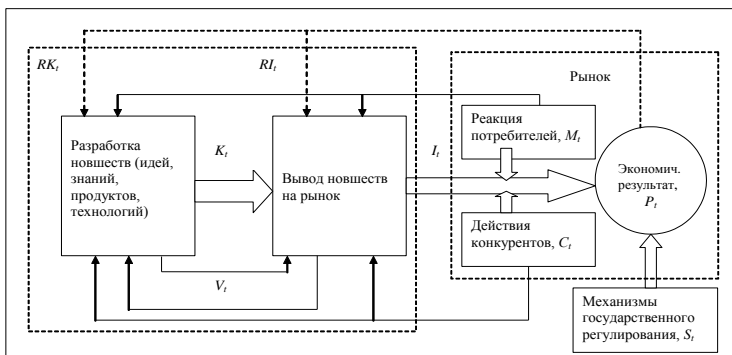 RKₜ
RIₜ
Рынок
Разработка
новшеств (идей,
знаний,
продуктов,
технологий)
Kₜ
Вывод новшеств
на рынок
Iₜ
Реакция
потребителей, Mₜ
Экономич.
результат,
Pₜ
Действия
конкурентов, Cₜ
Vₜ
Механизмы
государственного
регулирования, Sₜ